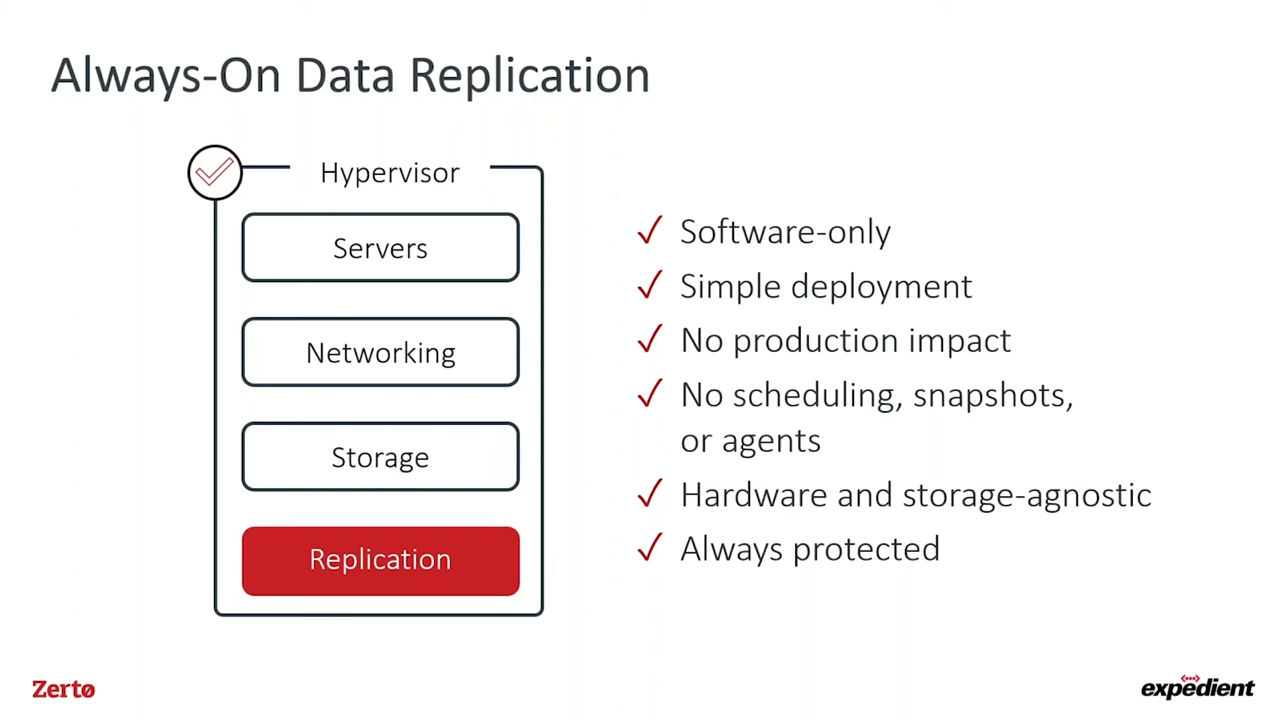 Always-On Data Replication
Hypervisor
Servers
Networking
Storage
Replication
Software-only
Simple deployment
No production impact
No scheduling, snapshots,
or agents
Hardware and storage-agnostic
Always protected
Zerto
expedient